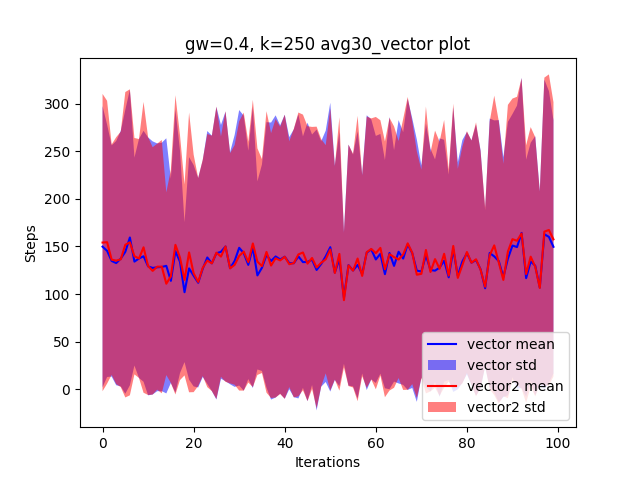 gw=0.4, k=250 avg30_vector plot
Steps
300
250
200
150
100
50
0
0 20 40 60 80 100
Iterations
vector mean
vector std
vector2 mean
vector2 std